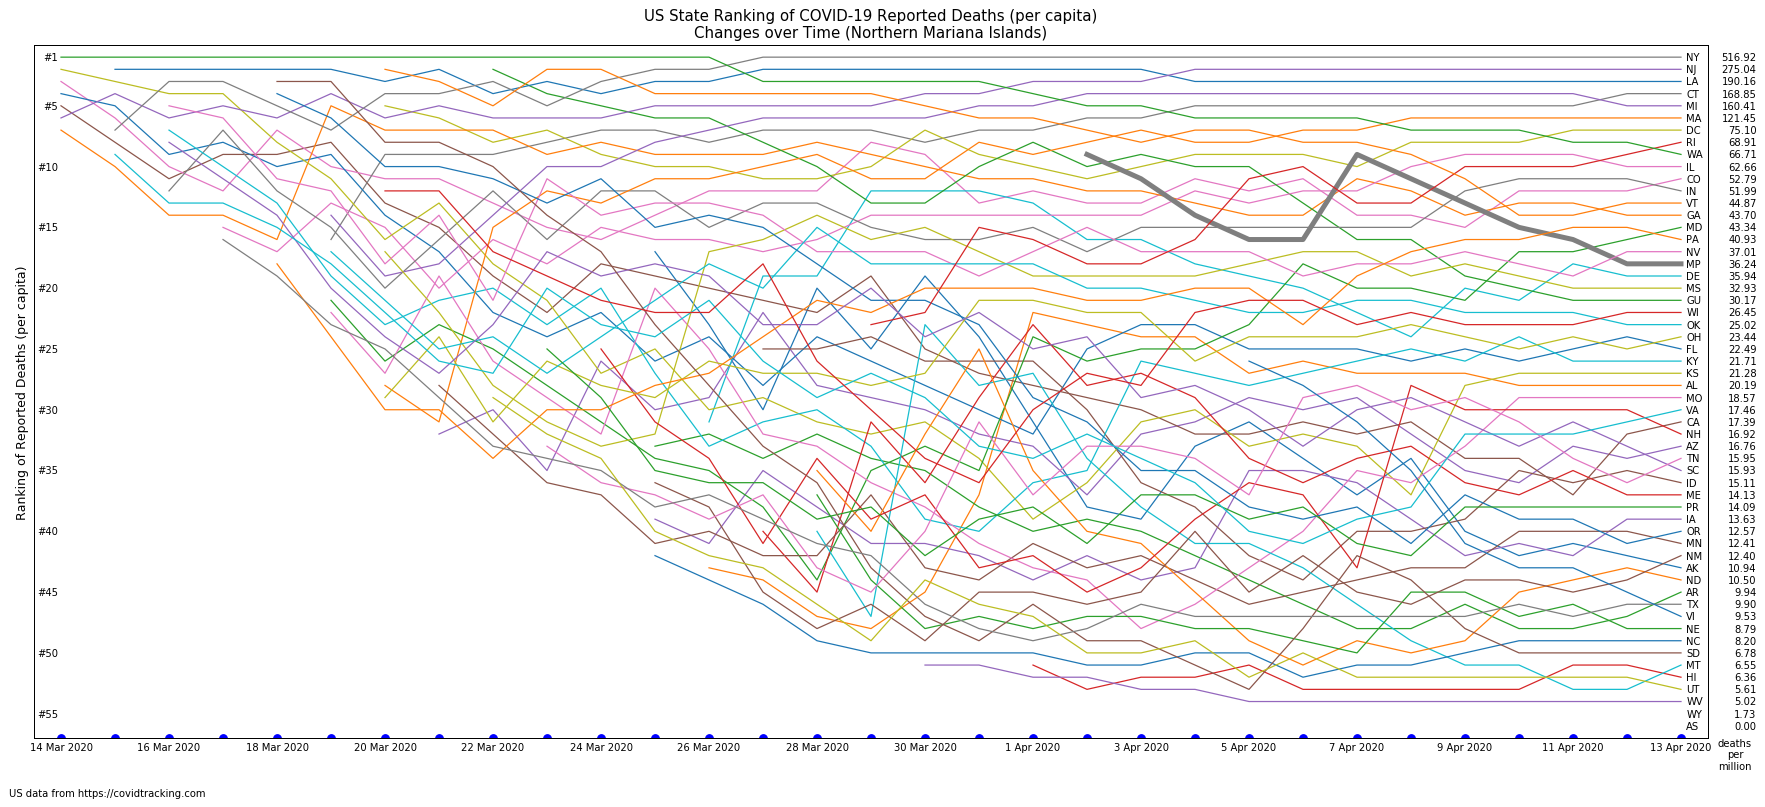 US State Ranking of COVID-19 Reported Deaths (per capita)
Changes over Time (Northern Mariana Islands)
Ranking of Reported Deaths (per capita)
#1
#5
#10
#15
#20
#25
#30
#35
#40
#45
#50
#55
NY 516.92
NJ 275.04
LA 190.16
CT 168.85
MI 160.41
MA 121.45
DC 75.10
RI 68.91
WA 66.71
IL 62.66
CO 52.79
IN 51.99
VT 44.87
GA 43.70
MD 43.34
PA 40.93
NV 37.01
MP 36.24
DE 35.94
MS 32.93
GU 30.17
WI 26.45
OK 25.02
OH 23.44
FL 22.49
KY 21.71
KS 21.28
AL 20.19
MO 18.57
VA 17.46
CA 17.39
NH 16.92
AZ 16.76
TN 15.95
SC 15.93
ID 15.11
ME 14.13
PR 14.09
IA 13.63
OR 12.57
MN 12.41
NM 12.40
AK 10.94
ND 10.50
AR 9.94
TX 9.90
VI 9.53
NE 8.79
NC 8.20
SD 6.78
MT 6.55
HI 6.36
UT 5.61
WV 5.02
WY 1.73
AS 0.00
14 Mar 2020 16 Mar 2020 18 Mar 2020 20 Mar 2020 22 Mar 2020 24 Mar 2020 26 Mar 2020 28 Mar 2020 30 Mar 2020 1 Apr 2020 3 Apr 2020 5 Apr 2020 7 Apr 2020 9 Apr 2020 11 Apr 2020 13 Apr 2020
deaths
per
million
US data from https://covidtracking.com